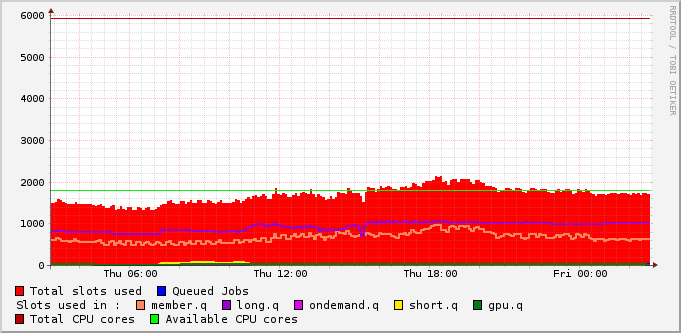 RRDTOOL / TOBI OETIKER
6000
5000
4000
3000
2000
1000
0
Thu 06:00 Thu 12:00 Thu 18:00 Fri 00:00
Total slots used Queued Jobs
Slots used in : member.q long.q ondemand.q short.q gpu.q
Total CPU cores Available CPU cores